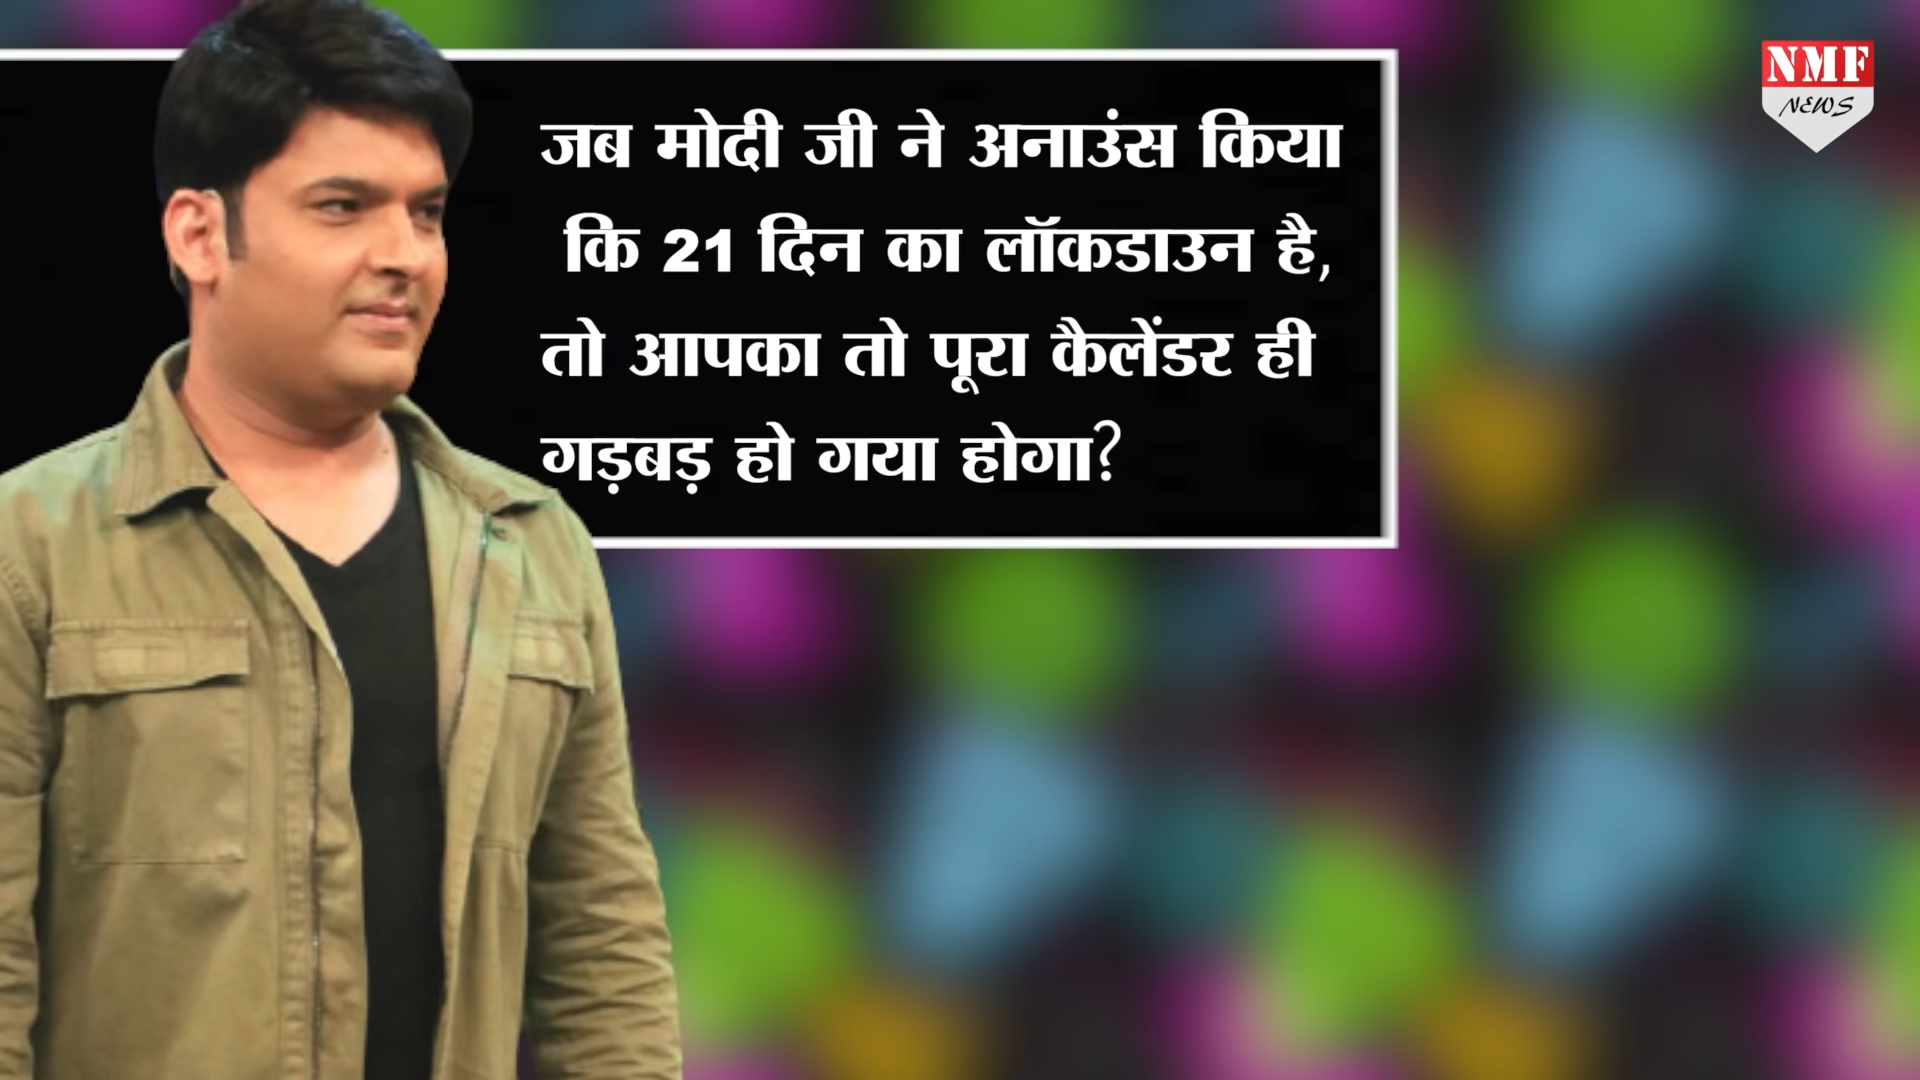 जब मोदी जी ने अनाउंस किया
कि 21 दिन का लॉकडाउन है,
तो आपका तो पूरा कैलेंडर ही
गड़बड़ हो गया होगा?
NMF
NEWS